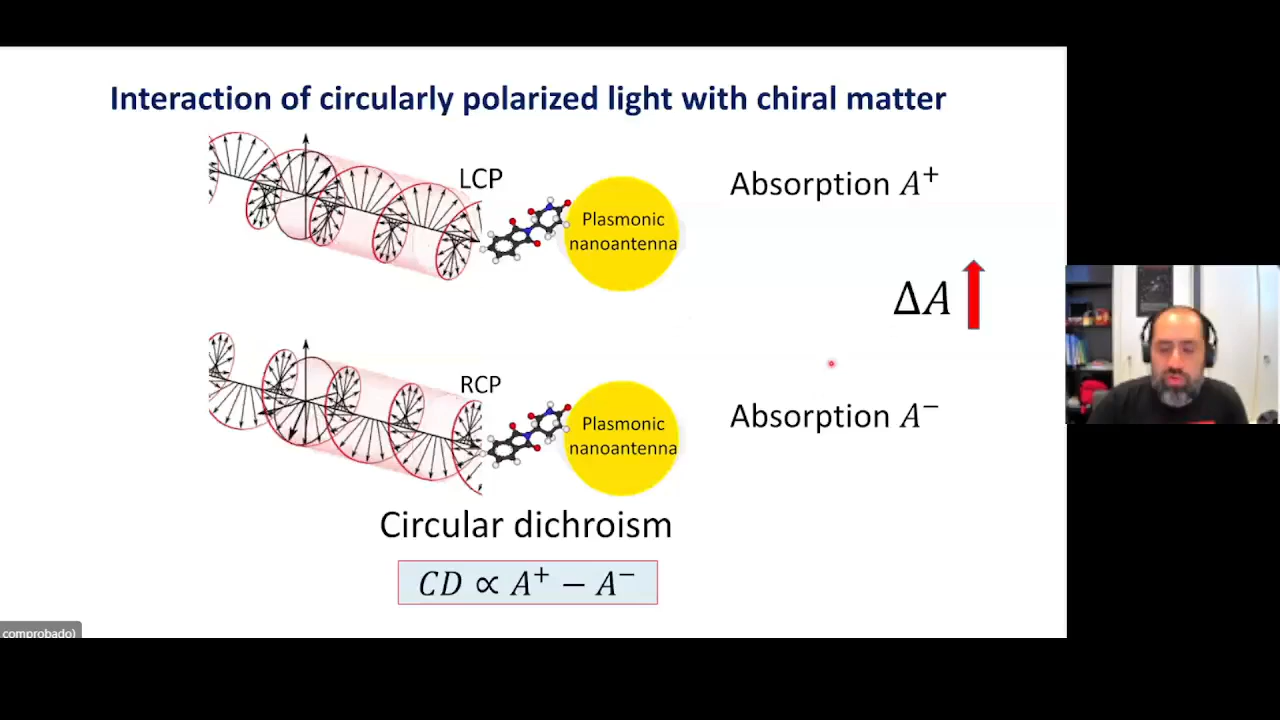 Interaction of circularly polarized light with chiral matter
LCP
Absorption A⁺
Plasmonic
nanoantenna
ΔA
RCP
Absorption A⁻
Plasmonic
nanoantenna
Circular dichroism
CD ∝ A⁺ − A⁻
comprobado)